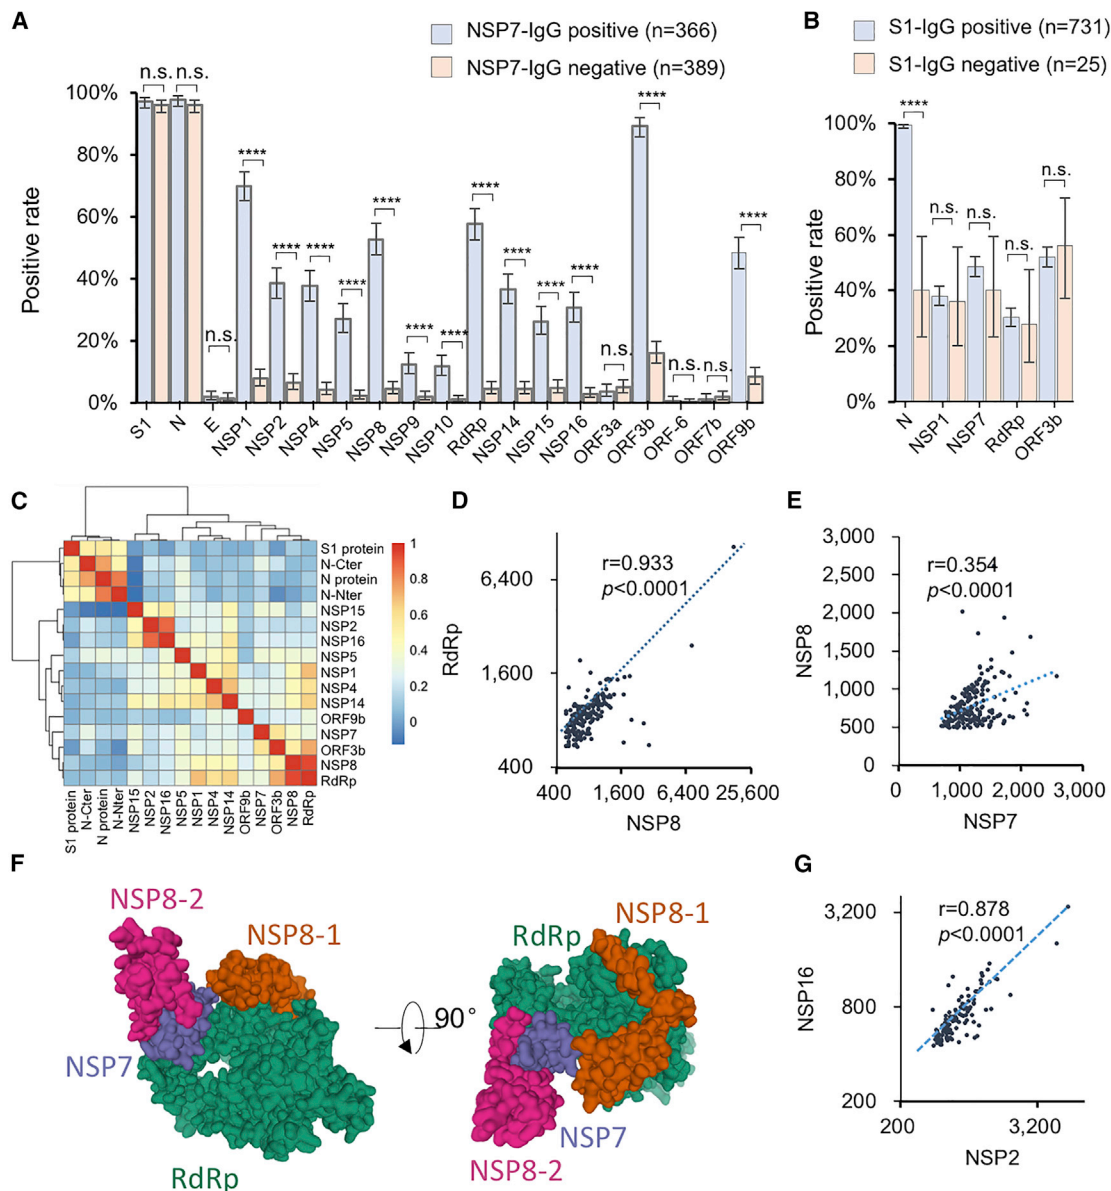 A
NSP7-IgG positive (n=366)
NSP7-IgG negative (n=389)
Positive rate
100%
80%
60%
40%
20%
0%
n.s. n.s. n.s. **** **** **** **** **** **** **** **** **** **** **** n.s. **** n.s. n.s. ****
S1 N E NSP1 NSP2 NSP4 NSP5 NSP8 NSP9 NSP10 RdRp NSP14 NSP15 NSP16 ORF3a ORF3b ORF-6 ORF7b ORF9b
B
S1-IgG positive (n=731)
S1-IgG negative (n=25)
Positive rate
100%
80%
60%
40%
20%
0%
**** n.s. n.s. n.s. n.s.
N NSP1 NSP7 RdRp ORF3b
C
S1 protein
N-Cter
N protein
N-Nter
NSP15
NSP2
NSP16
NSP5
NSP1
NSP4
NSP14
ORF9b
NSP7
ORF3b
NSP8
RdRp
S1 protein N-Cter N protein N-Nter NSP15 NSP2 NSP16 NSP5 NSP1 NSP4 NSP14 ORF9b NSP7 ORF3b NSP8 RdRp
1
0.8
0.6
0.4
0.2
0
D
RdRp
r=0.933
p<0.0001
6,400
1,600
400
400 1,600 6,400 25,600
NSP8
E
NSP8
r=0.354
p<0.0001
3,000
2,500
2,000
1,500
1,000
500
0
0 1,000 2,000 3,000
NSP7
F
NSP8-2
NSP8-1
NSP7
RdRp
90°
NSP8-1
RdRp
NSP7
NSP8-2
G
NSP16
r=0.878
p<0.0001
3,200
800
200
200 3,200
NSP2